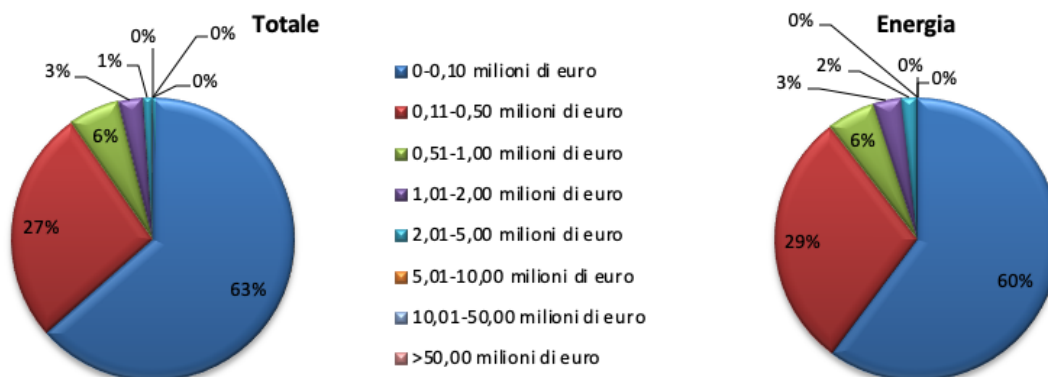 Totale
0%
0%
1%
3%
0%
6%
27%
63%
0-0,10 milioni di euro
0,11-0,50 milioni di euro
0,51-1,00 milioni di euro
1,01-2,00 milioni di euro
2,01-5,00 milioni di euro
5,01-10,00 milioni di euro
10,01-50,00 milioni di euro
>50,00 milioni di euro
Energia
0%
2%
0%
0%
3%
6%
29%
60%